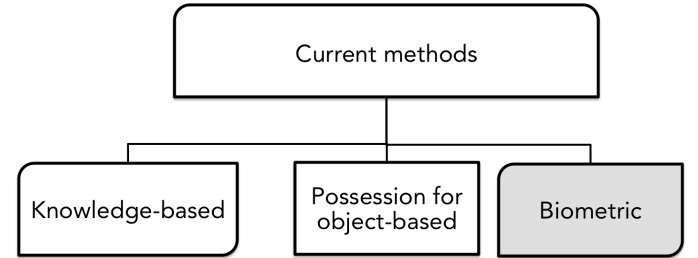 Current methods
Knowledge-based
Possession for
object-based
Biometric